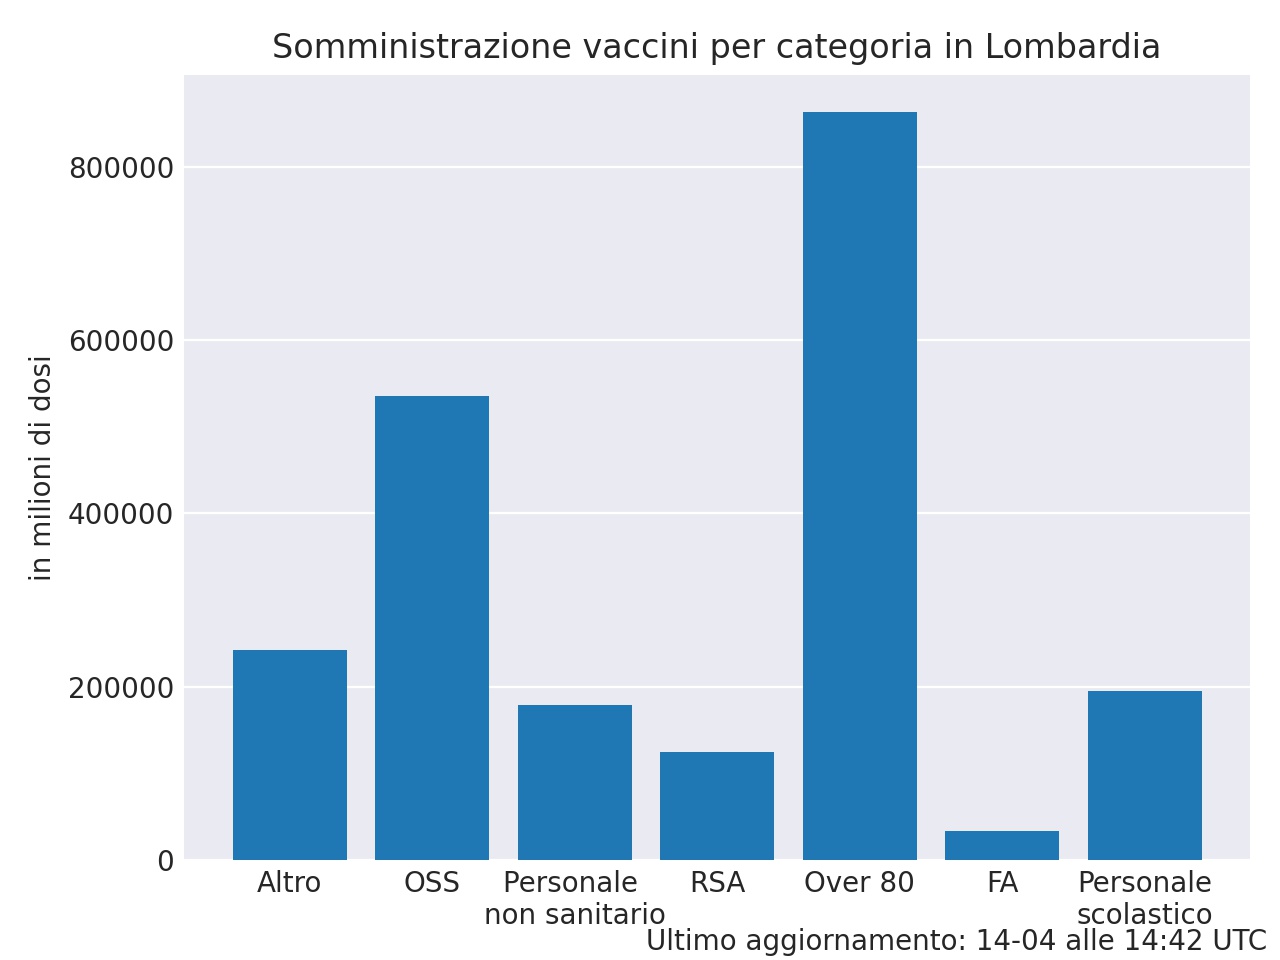 Somministrazione vaccini per categoria in Lombardia
in milioni di dosi
800000
600000
400000
200000
0
Altro
OSS
Personale
non sanitario
RSA
Over 80
FA
Personale
scolastico
Ultimo aggiornamento: 14-04 alle 14:42 UTC